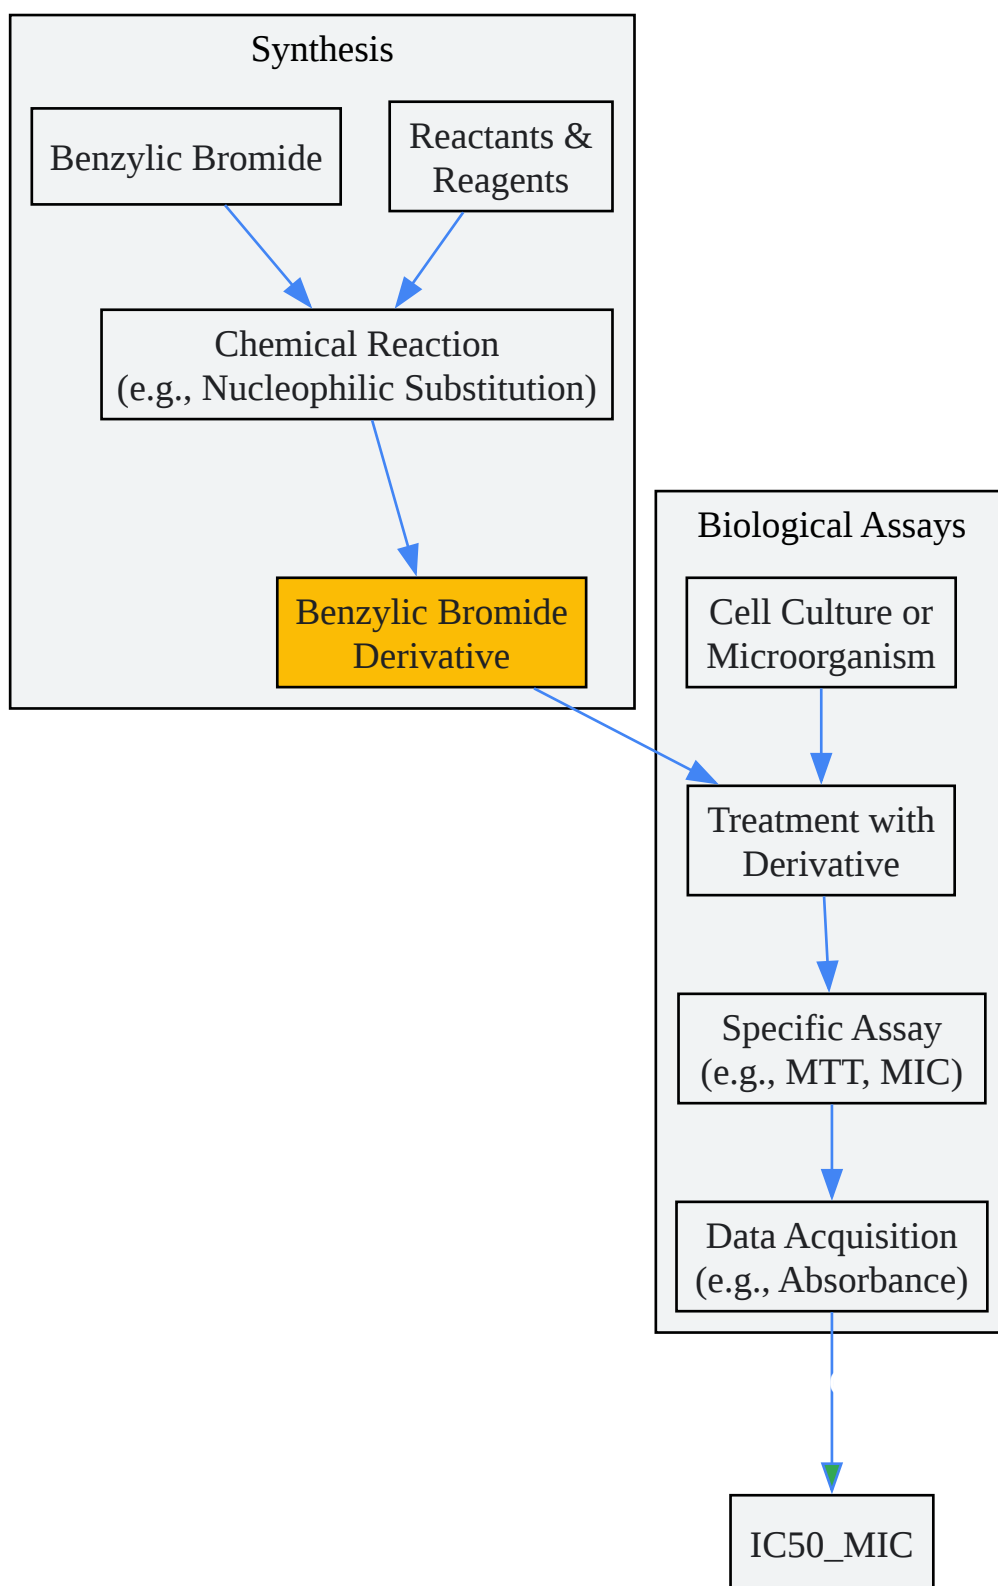 Synthesis
Benzylic Bromide
Reactants &
Reagents
Chemical Reaction
(e.g., Nucleophilic Substitution)
Benzylic Bromide
Derivative
Biological Assays
Cell Culture or
Microorganism
Treatment with
Derivative
Specific Assay
(e.g., MTT, MIC)
Data Acquisition
(e.g., Absorbance)
IC50_MIC